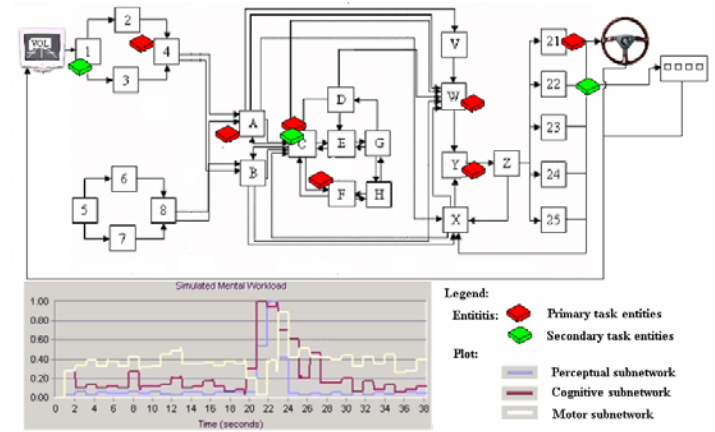 VOL
1
2
3
4
5
6
7
8
A
B
C
D
E
F
G
H
V
W
X
Y
Z
21
22
23
24
25
Simulated Mental Workload
1.00
0.80
0.60
0.40
0.20
0.00
0 2 4 6 8 10 12 14 16 18 20 22 24 26 28 30 32 34 36 38
Time (seconds)
Legend:
Entitits: Primary task entities
Secondary task entities
Plot:
Perceptual subnetwork
Cognitive subnetwork
Motor subnetwork